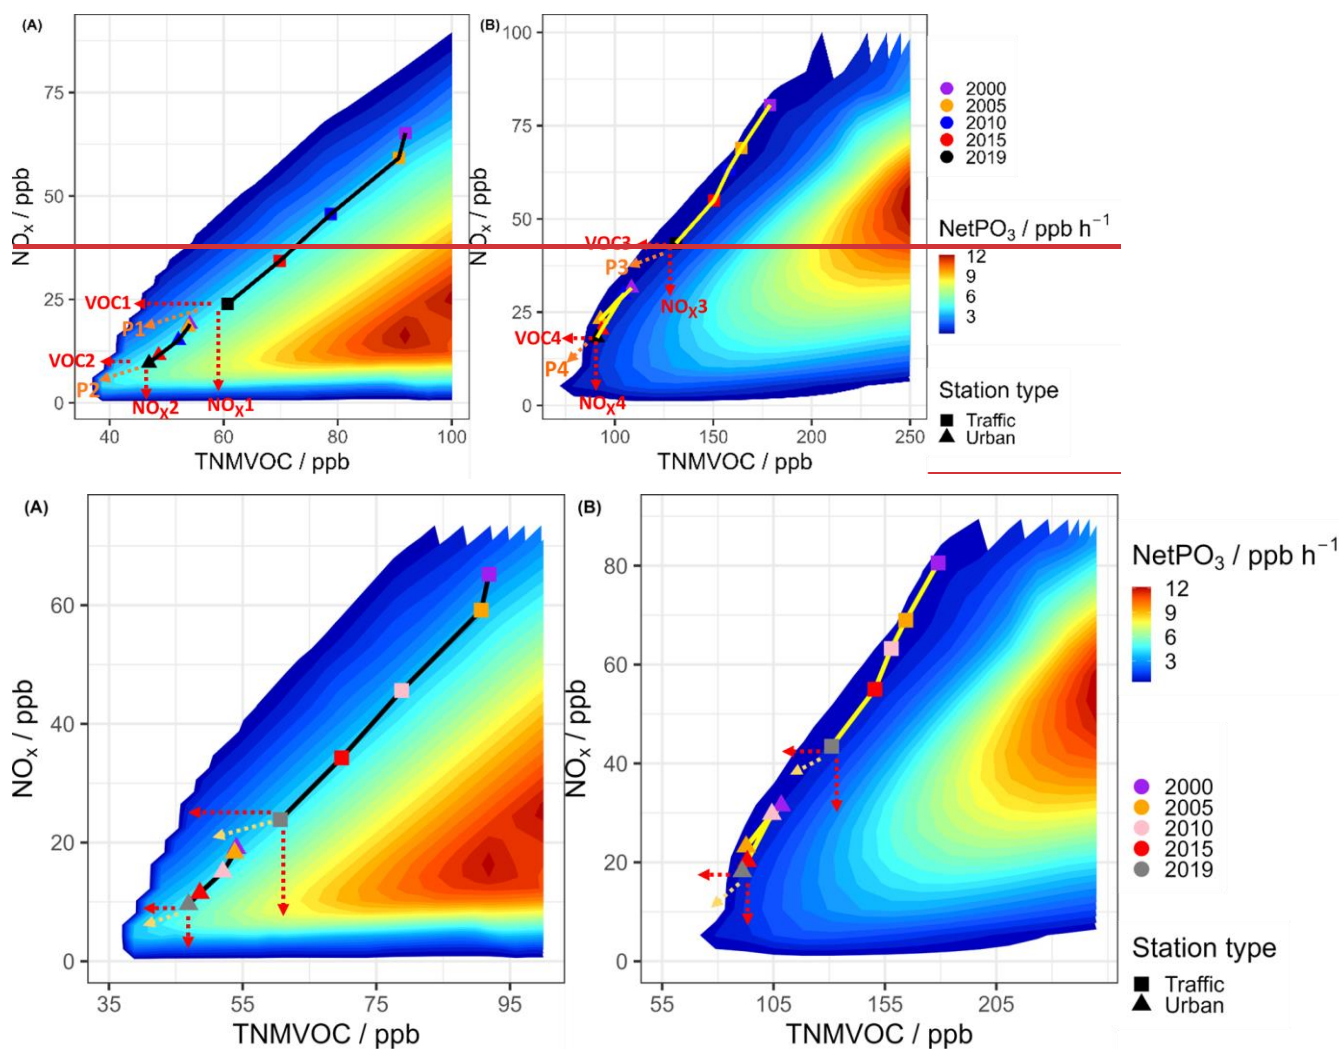 (A)
(B)
NOx / ppb
75
50
25
0
VOC1
P1
VOC2
P2
NOX2
NOX1
40
60
80
100
TNMVOC / ppb
NOx / ppb
100
75
50
25
0
VOC3
P3
NOX3
VOC4
P4
NOX4
100
150
200
250
TNMVOC / ppb
2000
2005
2010
2015
2019
NetPO3 / ppb h−1
12
9
6
3
Station type
Traffic
Urban
(A)
(B)
NOx / ppb
60
40
20
0
35
55
75
95
TNMVOC / ppb
NOx / ppb
80
60
40
20
0
55
105
155
205
TNMVOC / ppb
NetPO3 / ppb h−1
12
9
6
3
2000
2005
2010
2015
2019
Station type
Traffic
Urban